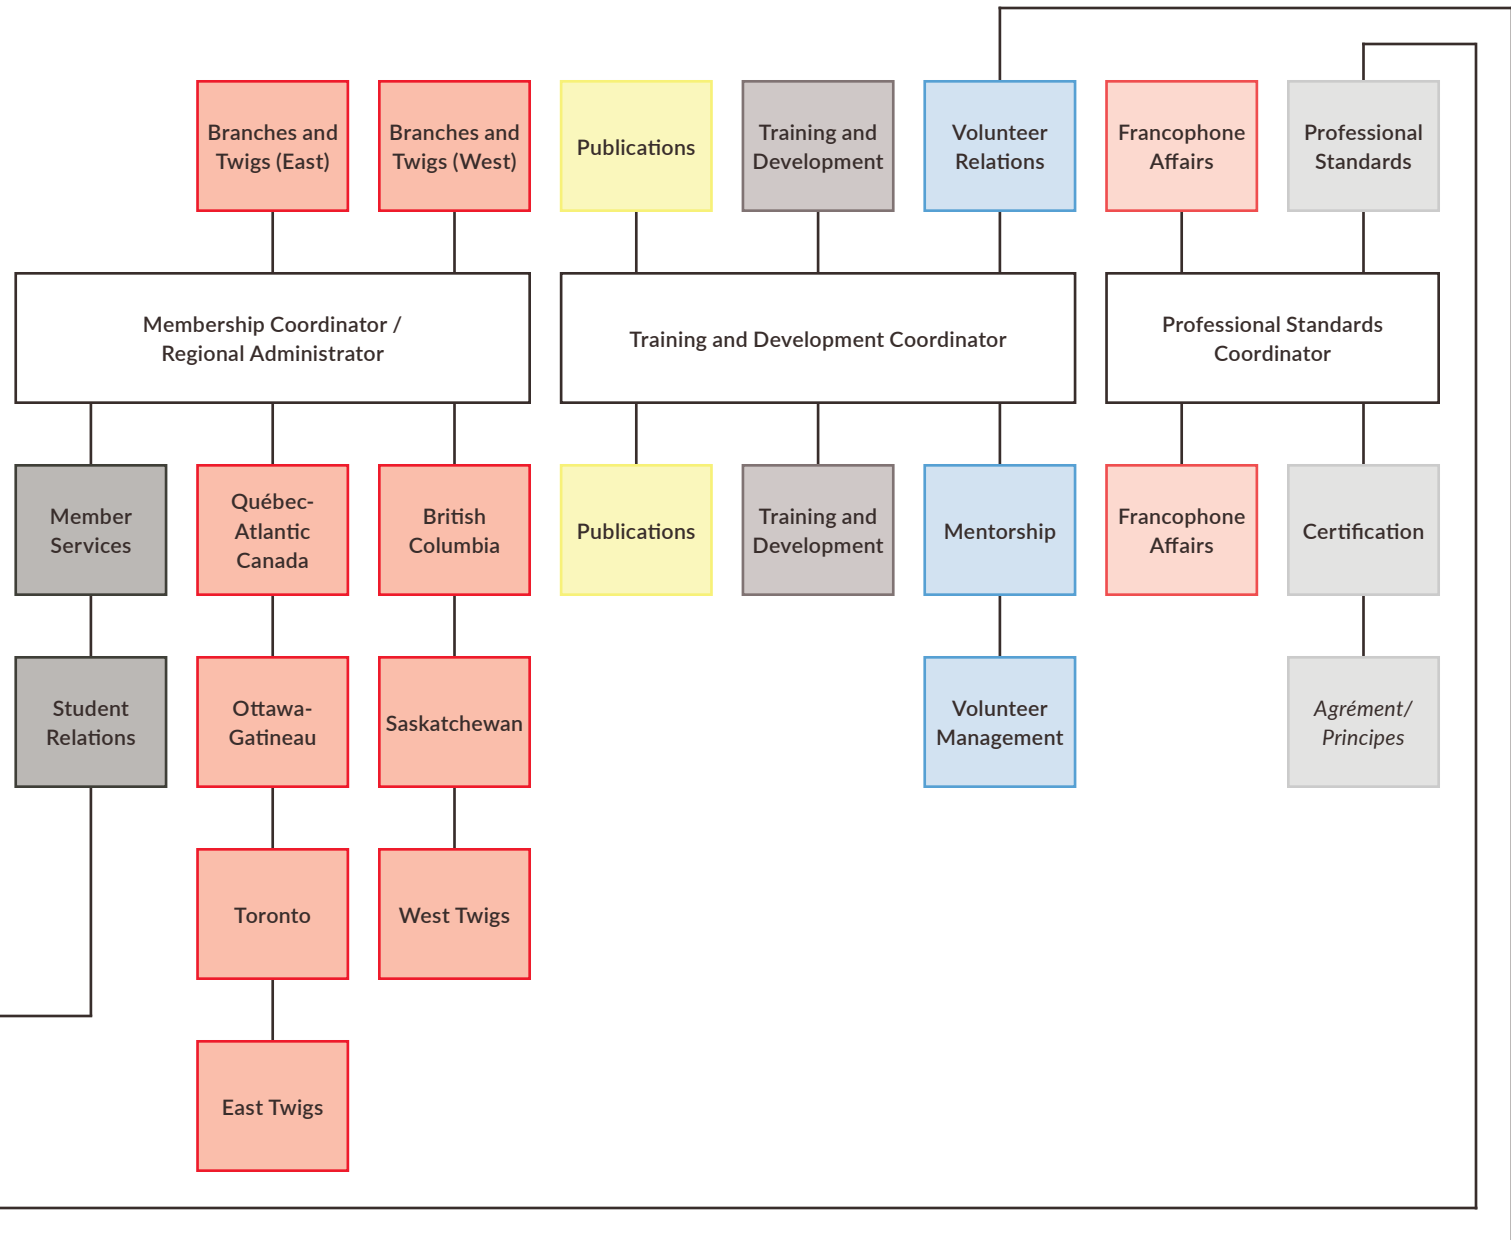 Branches and
Twigs (East)
Branches and
Twigs (West)
Publications
Training and
Development
Volunteer
Relations
Francophone
Affairs
Professional
Standards
Membership Coordinator /
Regional Administrator
Training and Development Coordinator
Professional Standards
Coordinator
Member
Services
Québec-
Atlantic
Canada
British
Columbia
Publications
Training and
Development
Mentorship
Francophone
Affairs
Certification
Student
Relations
Ottawa-
Gatineau
Saskatchewan
Volunteer
Management
Agrément/
Principes
Toronto
West Twigs
East Twigs